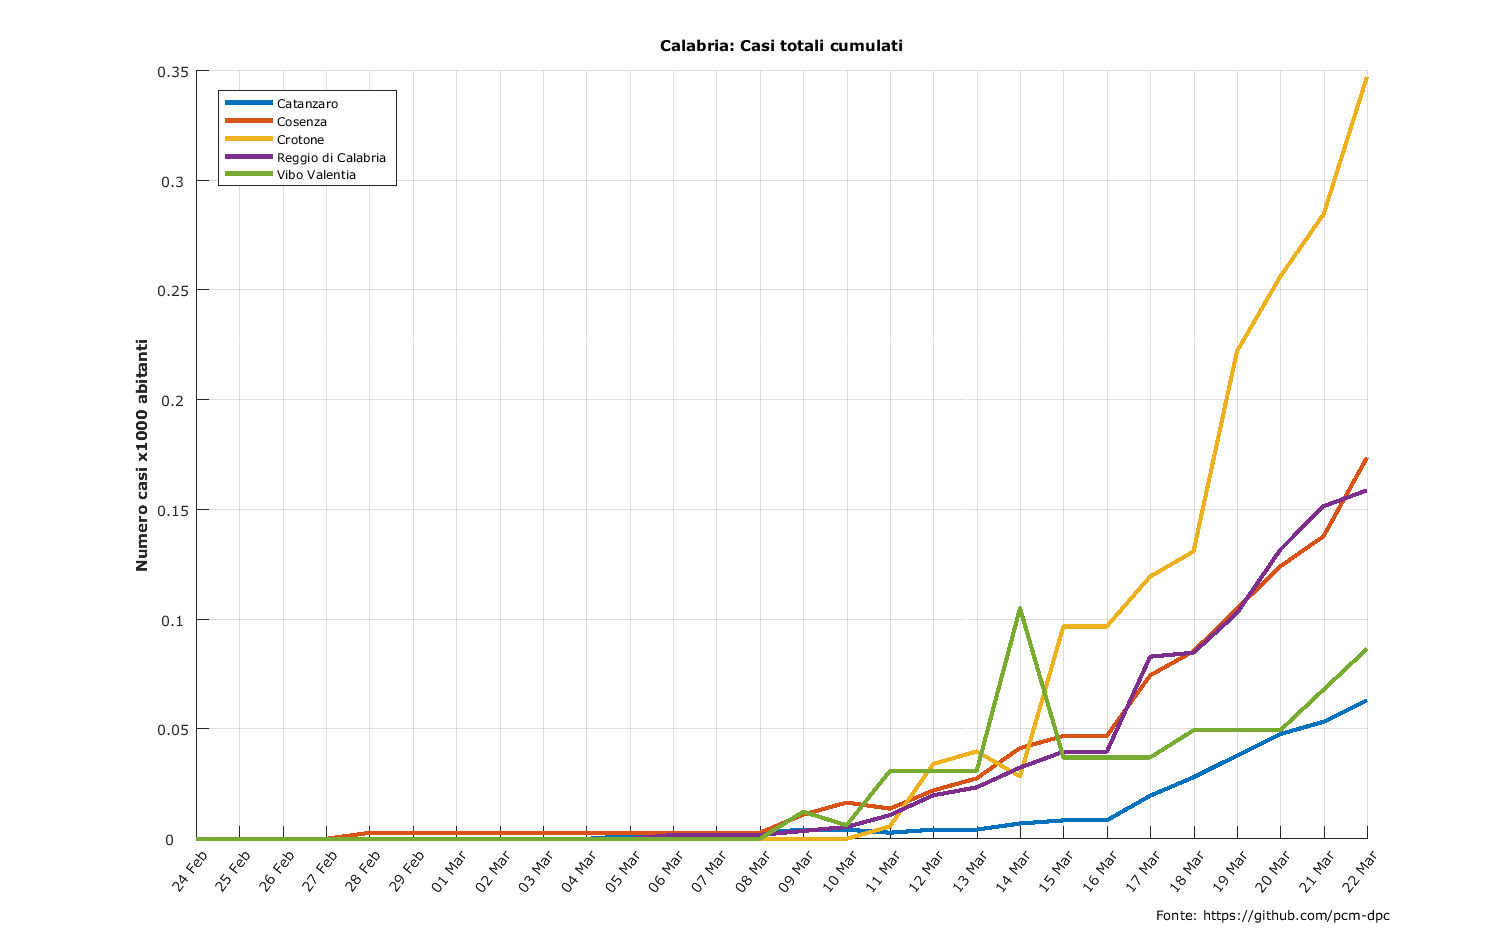 Calabria: Casi totali cumulati
Numero casi x1000 abitanti
0.35
0.3
0.25
0.2
0.15
0.1
0.05
0
Catanzaro
Cosenza
Crotone
Reggio di Calabria
Vibo Valentia
24 Feb
25 Feb
26 Feb
27 Feb
28 Feb
29 Feb
01 Mar
02 Mar
03 Mar
04 Mar
05 Mar
06 Mar
07 Mar
08 Mar
09 Mar
10 Mar
11 Mar
12 Mar
13 Mar
14 Mar
15 Mar
16 Mar
17 Mar
18 Mar
19 Mar
20 Mar
21 Mar
22 Mar
Fonte: https://github.com/pcm-dpc